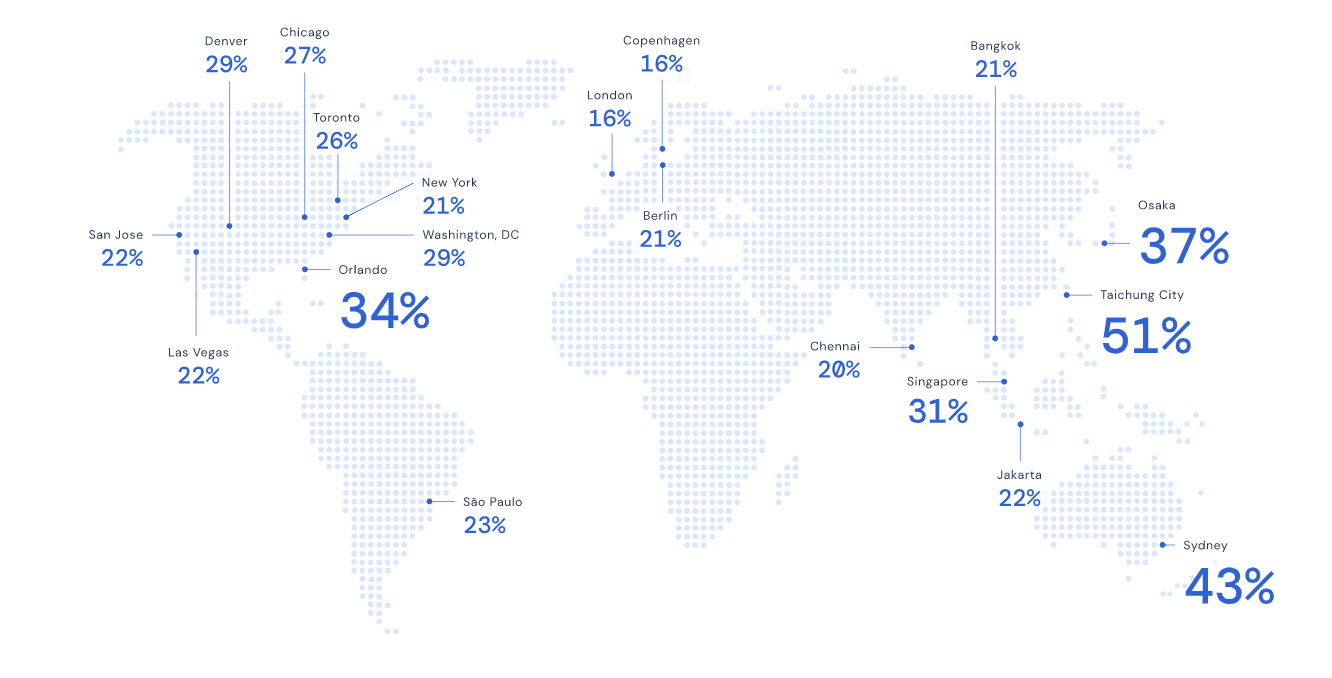 Denver
29%
Chicago
27%
Toronto
26%
New York
21%
San Jose
22%
Washington, DC
29%
Orlando
34%
Las Vegas
22%
São Paulo
23%
Copenhagen
16%
London
16%
Berlin
21%
Bangkok
21%
Osaka
37%
Taichung City
51%
Chennai
20%
Singapore
31%
Jakarta
22%
Sydney
43%